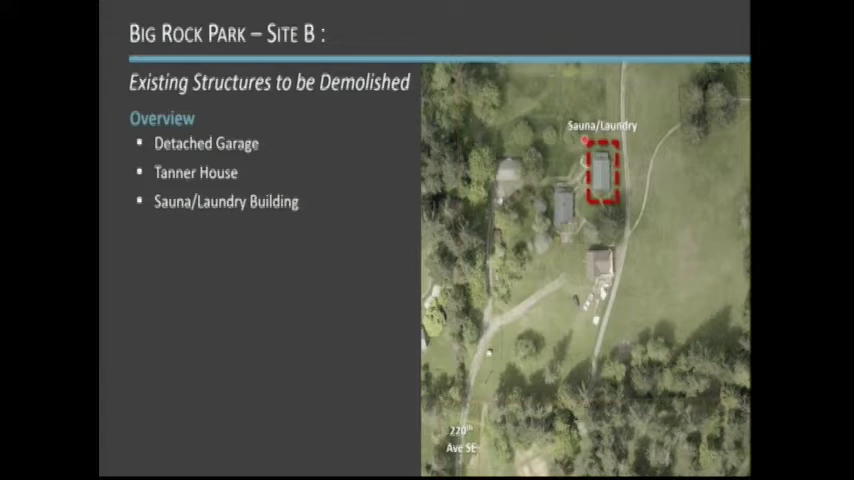 BIG ROCK PARK – SITE B :
Existing Structures to be Demolished
Overview
▪ Detached Garage
▪ Tanner House
▪ Sauna/Laundry Building
Sauna/Laundry
220th
Ave SE